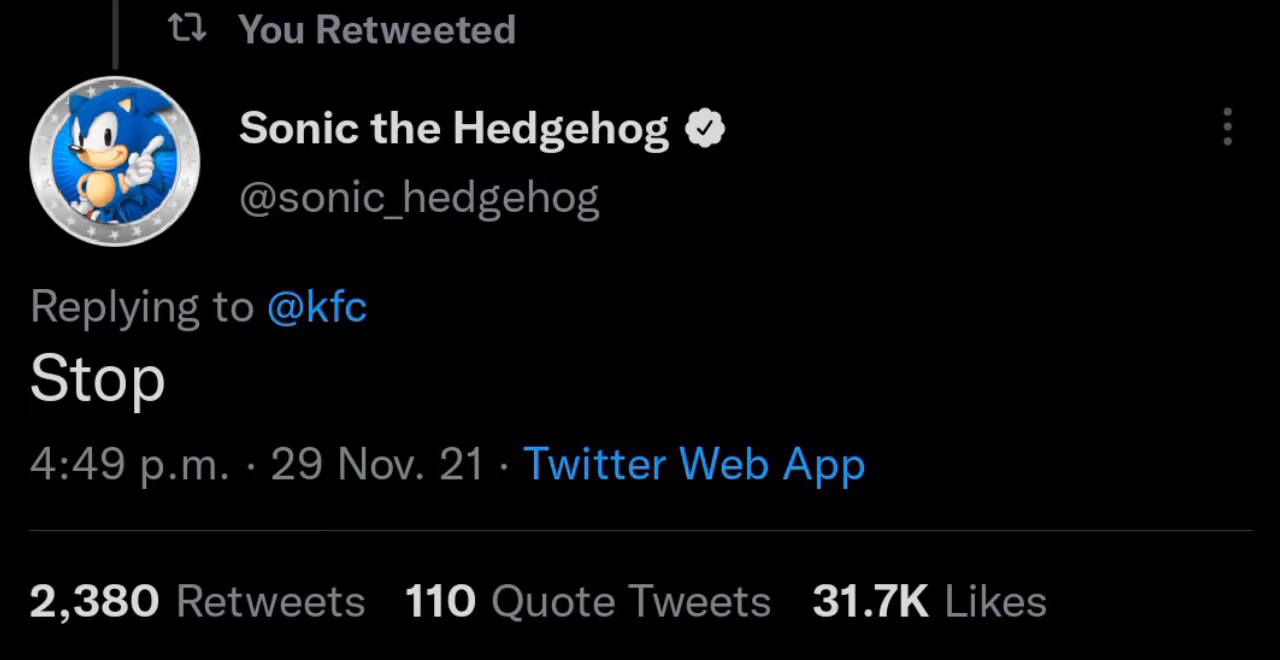 You Retweeted
Sonic the Hedgehog
@sonic_hedgehog
Replying to @kfc
Stop
4:49 p.m. · 29 Nov. 21 · Twitter Web App
2,380 Retweets 110 Quote Tweets 31.7K Likes